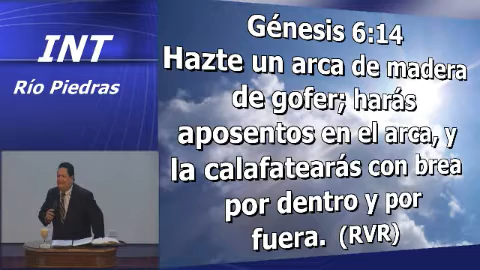 INT
Río Piedras
Génesis 6:14
Hazte un arca de madera
de gofer; harás
aposentos en el arca, y
la calafatearás con brea
por dentro y por
fuera. (RVR)